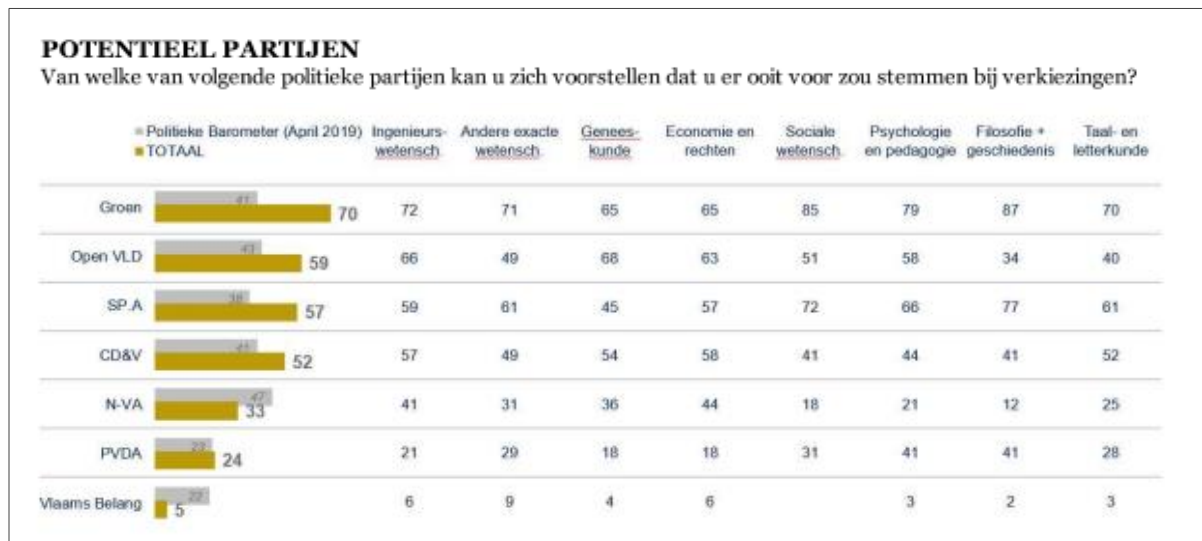 POTENTIEEL PARTIJEN
Van welke van volgende politieke partijen kan u zich voorstellen dat u er ooit voor zou stemmen bij verkiezingen?
Politieke Barometer (April 2019) Ingenieurs- Andere exacte Genees- Economie en Sociale Psychologie Filosofie + Taal- en
TOTAAL wetensch. wetensch. kunde rechten wetensch. en pedagogie geschiedenis letterkunde
Groen 41 70 72 71 65 65 85 79 87 70
Open VLD 43 59 66 49 68 63 51 58 34 40
SP.A 38 57 59 61 45 57 72 66 77 61
CD&V 41 52 57 49 54 58 41 44 41 52
N-VA 47 33 41 31 36 44 18 21 12 25
PVDA 23 24 21 29 18 18 31 41 41 28
Vlaams Belang 22 5 6 9 4 6 3 2 3